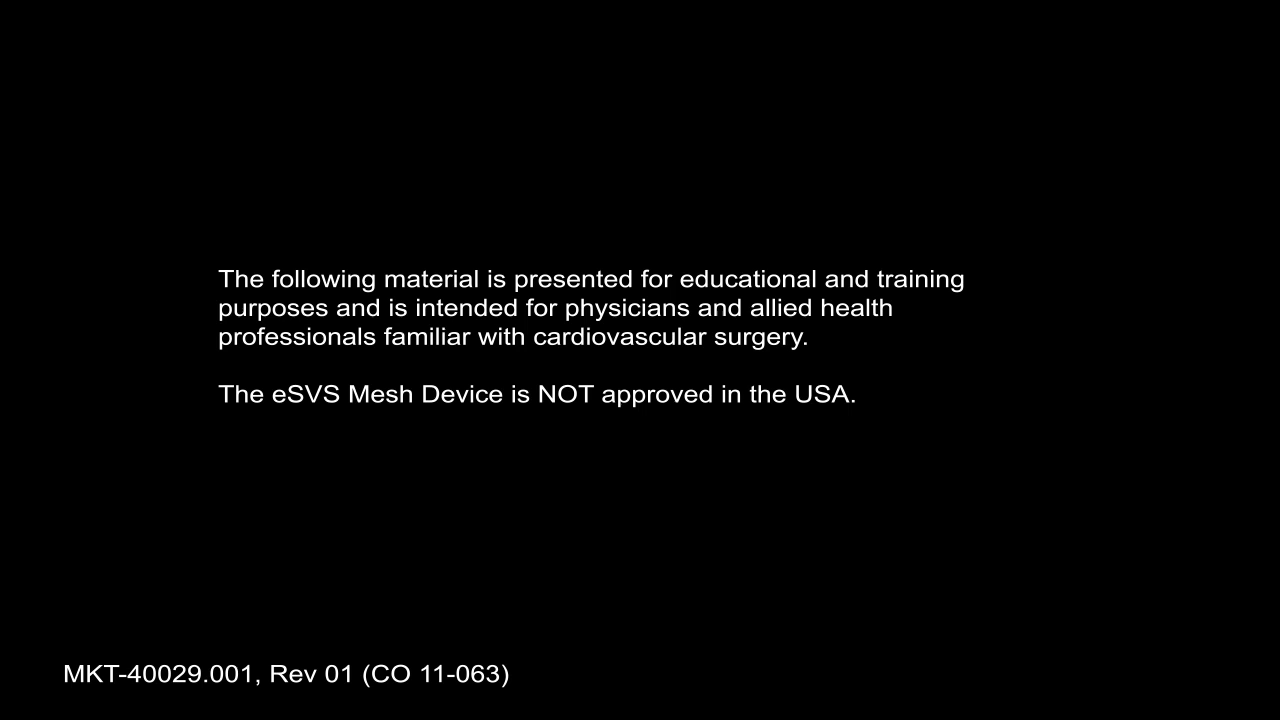 The following material is presented for educational and training
purposes and is intended for physicians and allied health
professionals familiar with cardiovascular surgery.
The eSVS Mesh Device is NOT approved in the USA.
MKT-40029.001, Rev 01 (CO 11-063)